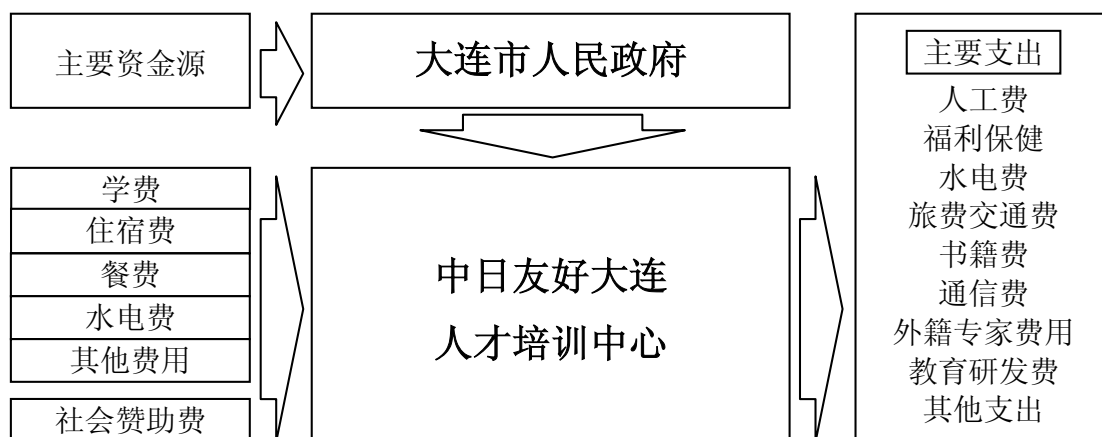 主要资金源
大连市人民政府
学费
住宿费
餐费
水电费
其他费用
社会赞助费
中日友好大连
人才培训中心
主要支出
人工费
福利保健
水电费
旅费交通费
书籍费
通信费
外籍专家费用
教育研发费
其他支出